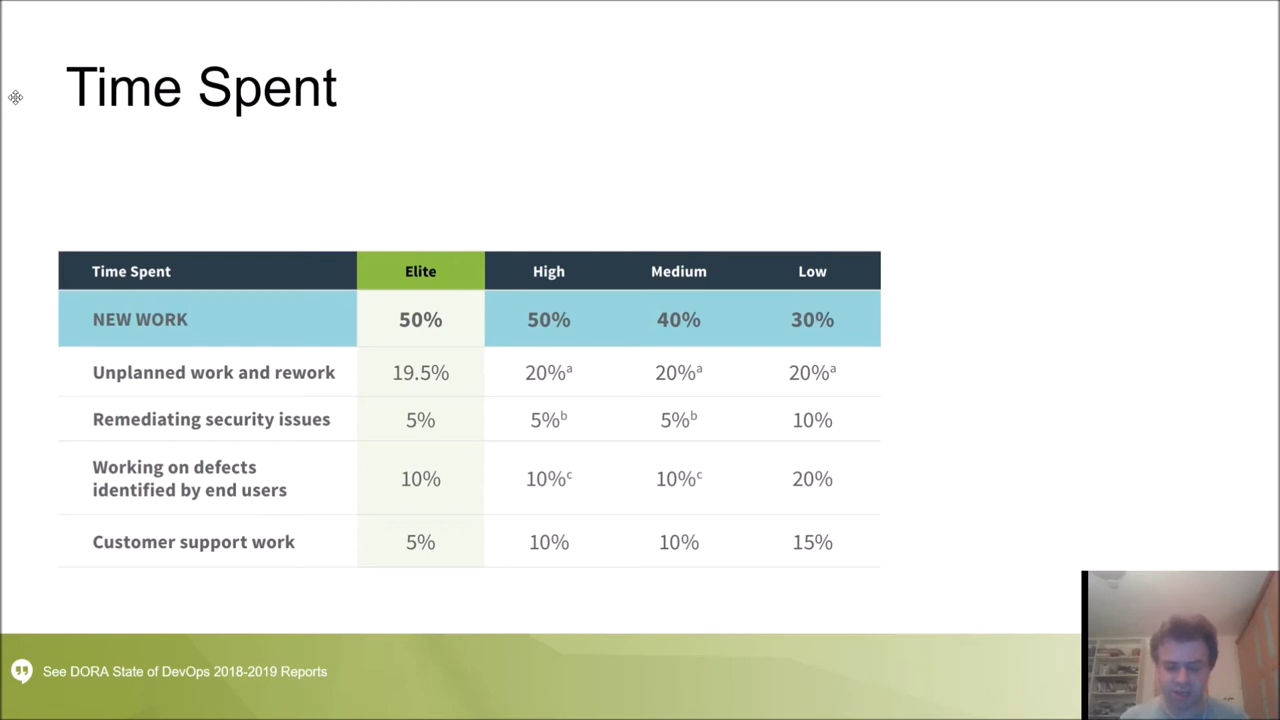 Time Spent
Time Spent Elite High Medium Low
NEW WORK 50% 50% 40% 30%
Unplanned work and rework 19.5% 20%ᵃ 20%ᵃ 20%ᵃ
Remediating security issues 5% 5%ᵇ 5%ᵇ 10%
Working on defects
identified by end users 10% 10%ᶜ 10%ᶜ 20%
Customer support work 5% 10% 10% 15%
See DORA State of DevOps 2018-2019 Reports